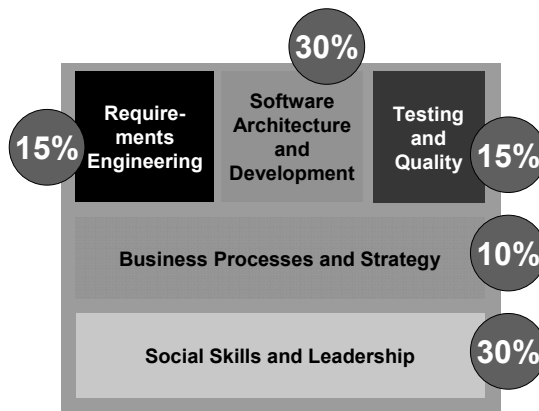 30%
Require-
ments
Engineering
Software
Architecture
and
Development
Testing
and
Quality
15%
15%
Business Processes and Strategy
10%
Social Skills and Leadership
30%